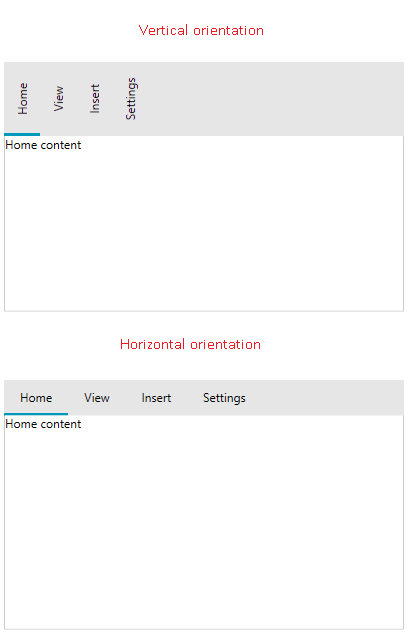 Vertical orientation
Home
View
Insert
Settings
Home content
Horizontal orientation
Home View Insert Settings
Home content